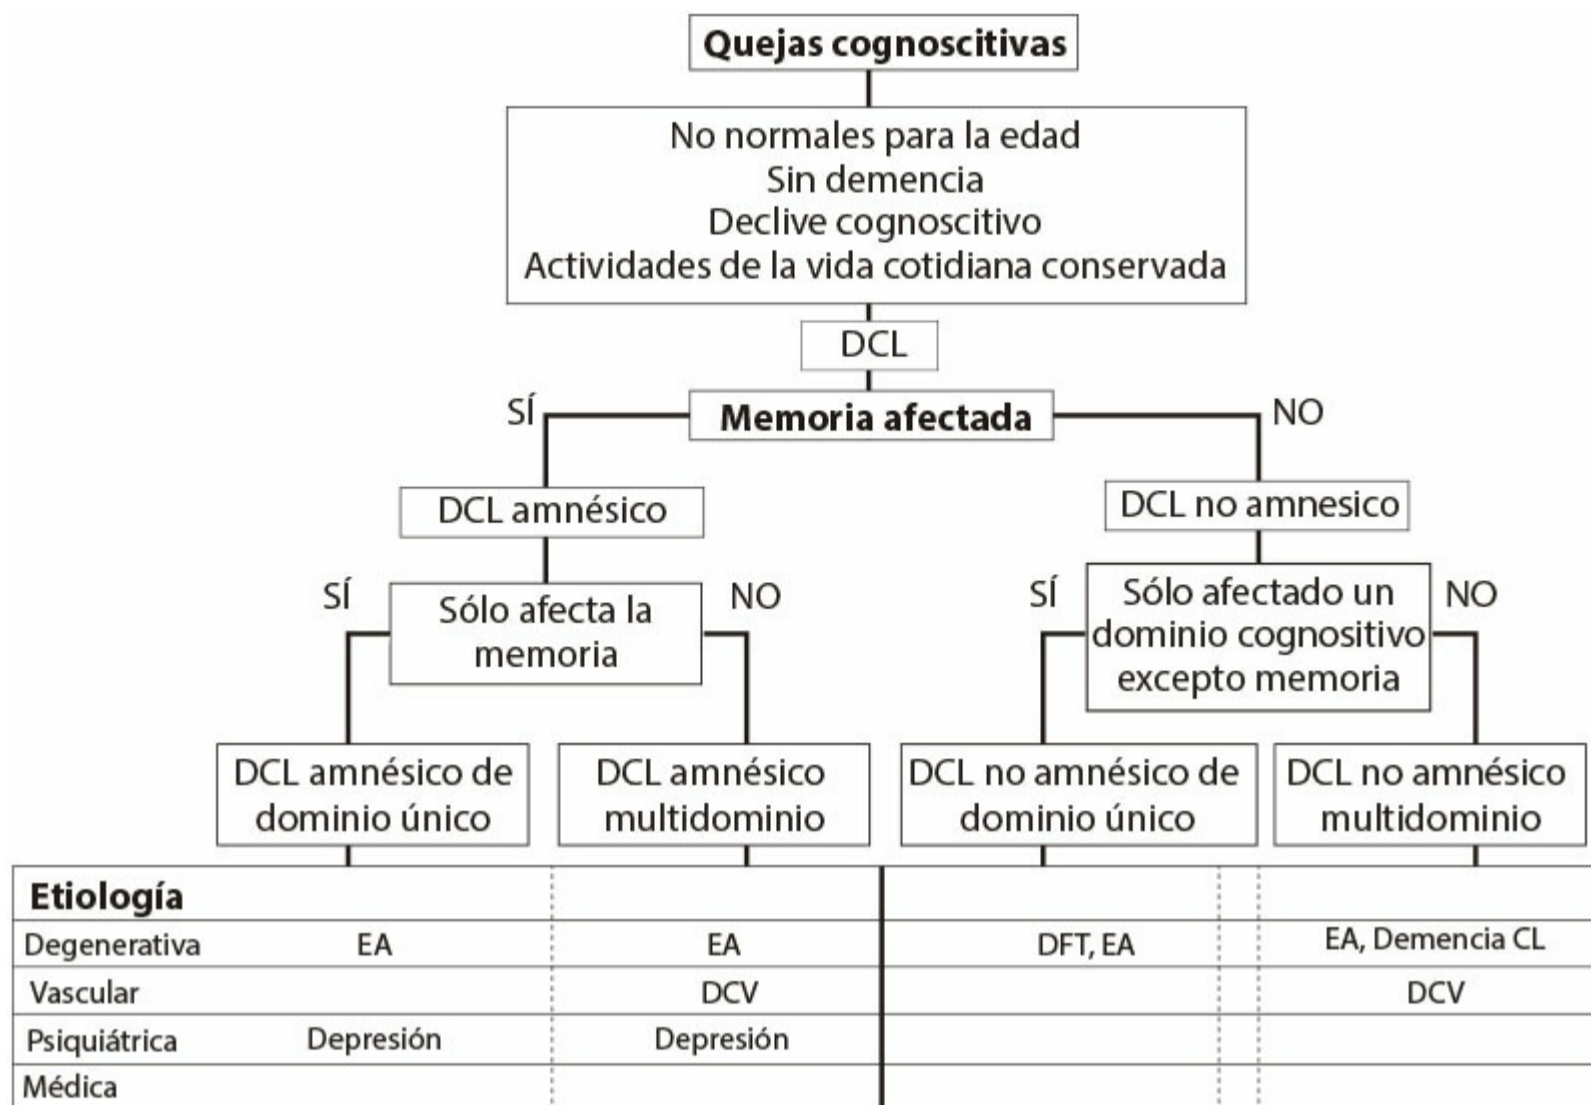 Quejas cognoscitivas
No normales para la edad
Sin demencia
Declive cognoscitivo
Actividades de la vida cotidiana conservada
DCL
SÍ
Memoria afectada
NO
DCL amnésico
DCL no amnesico
SÍ
Sólo afecta la
memoria
NO
SÍ
Sólo afectado un
dominio cognositivo
excepto memoria
NO
DCL amnésico de
dominio único
DCL amnésico
multidominio
DCL no amnésico de
dominio único
DCL no amnésico
multidominio
Etiología
Degenerativa EA EA DFT, EA EA, Demencia CL
Vascular DCV DCV
Psiquiátrica Depresión Depresión
Médica